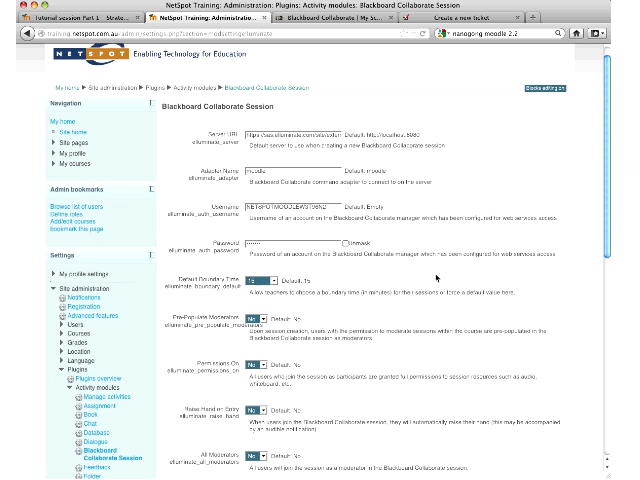 NetSpot Training: Administration: Plugins: Activity modules: Blackboard Collaborate Session
Tutorial session Part 1 – Strate...
NetSpot Training: Administratio...
Blackboard Collaborate | My Sc...
Create a new ticket
training.netspot.com.au/admin/settings.php?section=modsettingelluminate
nanogong moodle 2.2
NETSPOT Enabling Technology for Education
My home ▶ Site administration ▶ Plugins ▶ Activity modules ▶ Blackboard Collaborate Session
Blocks editing on
Navigation
My home
Site home
Site pages
My profile
My courses
Admin bookmarks
Browse list of users
Define roles
Add/edit courses
bookmark this page
Settings
My profile settings
Site administration
Notifications
Registration
Advanced features
Users
Courses
Grades
Location
Language
Plugins
Plugins overview
Activity modules
Manage activities
Assignment
Book
Chat
Database
Dialogue
Blackboard
Collaborate Session
Feedback
Folder
Blackboard Collaborate Session
Server URL
elluminate_server
https://sas.elluminate.com/site/extern Default: http://localhost:8080
Default server to use when creating a new Blackboard Collaborate session
Adapter Name
elluminate_adapter
moodle Default: moodle
Blackboard Collaborate command adapter to connect to on the server
Username
elluminate_auth_username
Default: Empty
Username of an account on the Blackboard Collaborate manager which has been configured for web services access
Password
elluminate_auth_password
Unmask
Password of an account on the Blackboard Collaborate manager which has been configured for web services access
Default Boundary Time
elluminate_boundary_default
15 Default: 15
Allow teachers to choose a boundary time (in minutes) for their sessions or force a default value here.
Pre-Populate Moderators
elluminate_pre_populate_moderators
No Default: No
Upon session creation, users with the permission to moderate sessions within the course are pre-populated in the
Blackboard Collaborate session as moderators
Permissions On
elluminate_permissions_on
No Default: No
All users who join the session as participants are granted full permissions to session resources such as audio,
whiteboard, etc.
Raise Hand on Entry
elluminate_raise_hand
No Default: No
When users join the Blackboard Collaborate session, they will automatically raise their hand (this may be accompanied
by an audible notification)
All Moderators
elluminate_all_moderators
No Default: No
All users will join the session as a moderator in the Blackboard Collaborate session.